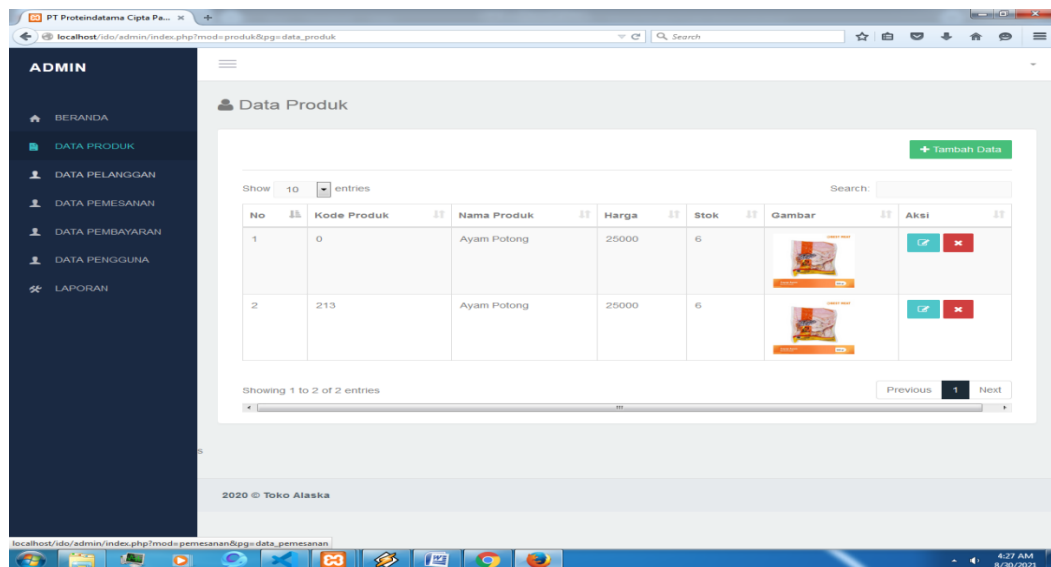 PT Proteindatama Cipta Pa...
localhost/ido/admin/index.php?mod=produk&pg=data_produk
Search
ADMIN
BERANDA
DATA PRODUK
DATA PELANGGAN
DATA PEMESANAN
DATA PEMBAYARAN
DATA PENGGUNA
LAPORAN
Data Produk
+ Tambah Data
Show 10 entries Search:
No Kode Produk Nama Produk Harga Stok Gambar Aksi
1 0 Ayam Potong 25000 6
2 213 Ayam Potong 25000 6
Showing 1 to 2 of 2 entries
Previous 1 Next
s
2020 © Toko Alaska
localhost/ido/admin/index.php?mod=pemesanan&pg=data_pemesanan
4:27 AM
8/30/2021